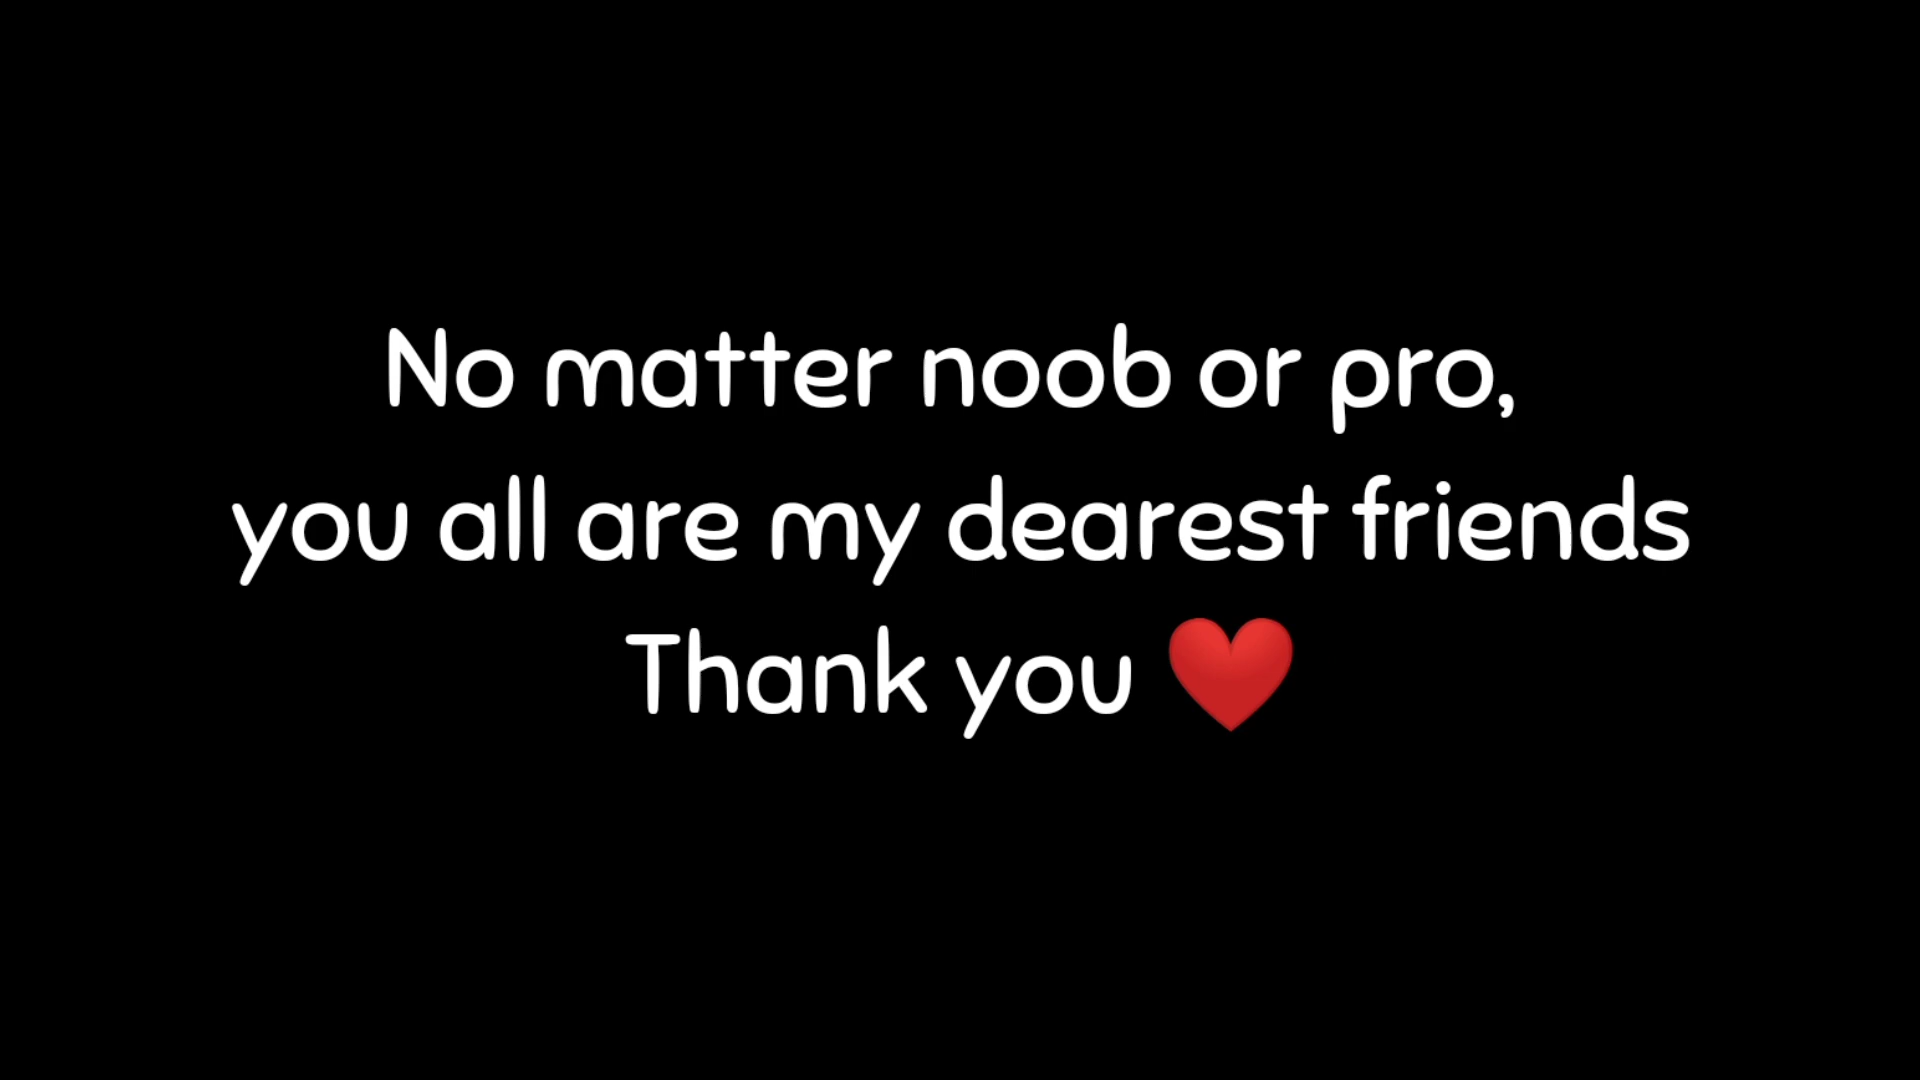 No matter noob or pro,
you all are my dearest friends
Thank you ❤️